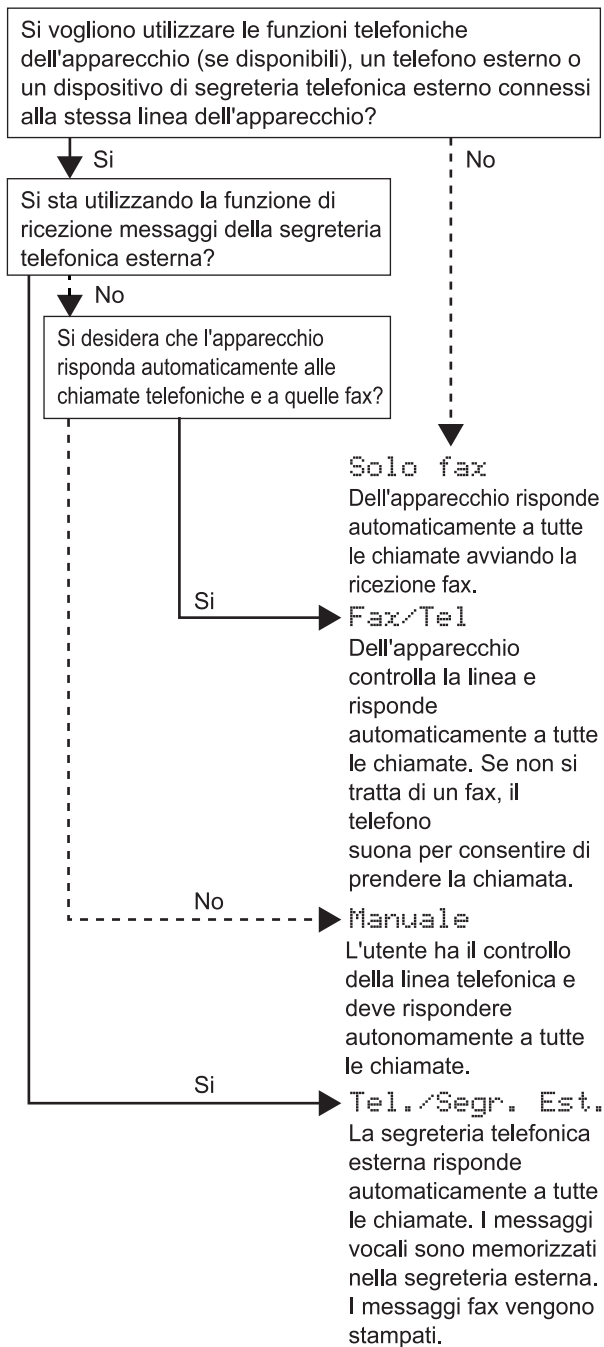 Si vogliono utilizzare le funzioni telefoniche
dell'apparecchio (se disponibili), un telefono esterno o
un dispositivo di segreteria telefonica esterno connessi
alla stessa linea dell'apparecchio?
Si
No
Si sta utilizzando la funzione di
ricezione messaggi della segreteria
telefonica esterna?
No
Si desidera che l'apparecchio
risponda automaticamente alle
chiamate telefoniche e a quelle fax?
Solo fax
Dell'apparecchio risponde
automaticamente a tutte
le chiamate avviando la
ricezione fax.
Si
Fax/Tel
Dell'apparecchio
controlla la linea e
risponde
automaticamente a tutte
le chiamate. Se non si
tratta di un fax, il
telefono
suona per consentire di
prendere la chiamata.
No
Manuale
L'utente ha il controllo
della linea telefonica e
deve rispondere
autonomamente a tutte
le chiamate.
Si
Tel./Segr. Est.
La segreteria telefonica
esterna risponde
automaticamente a tutte
le chiamate. I messaggi
vocali sono memorizzati
nella segreteria esterna.
I messaggi fax vengono
stampati.